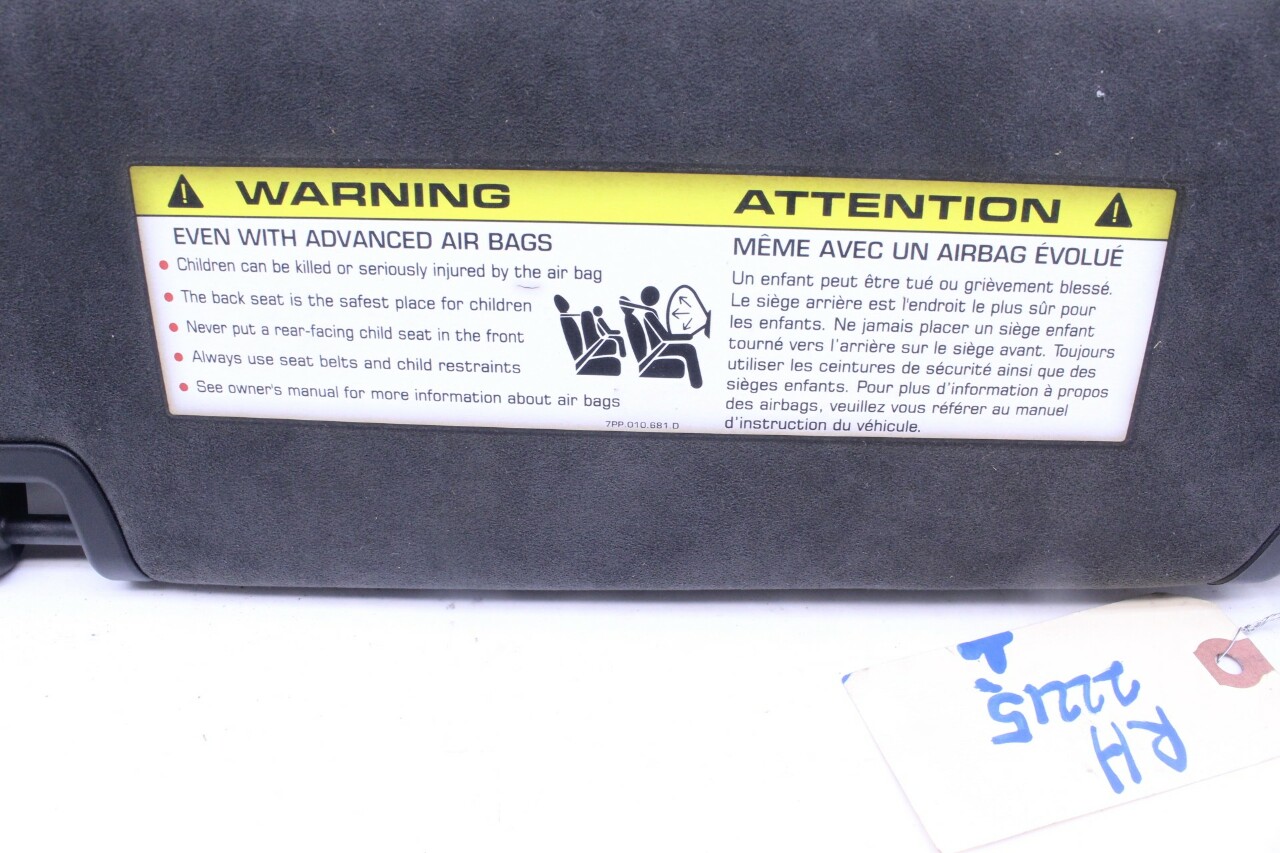 WARNING
EVEN WITH ADVANCED AIR BAGS
Children can be killed or seriously injured by the air bag
The back seat is the safest place for children
Never put a rear-facing child seat in the front
Always use seat belts and child restraints
See owner's manual for more information about air bags
7PP.010.681 D
ATTENTION
MÊME AVEC UN AIRBAG ÉVOLUÉ
Un enfant peut être tué ou grièvement blessé.
Le siège arrière est l'endroit le plus sûr pour
les enfants. Ne jamais placer un siège enfant
tourné vers l'arrière sur le siège avant. Toujours
utiliser les ceintures de sécurité ainsi que des
sièges enfants. Pour plus d'information à propos
des airbags, veuillez vous référer au manuel
d'instruction du véhicule.
RH